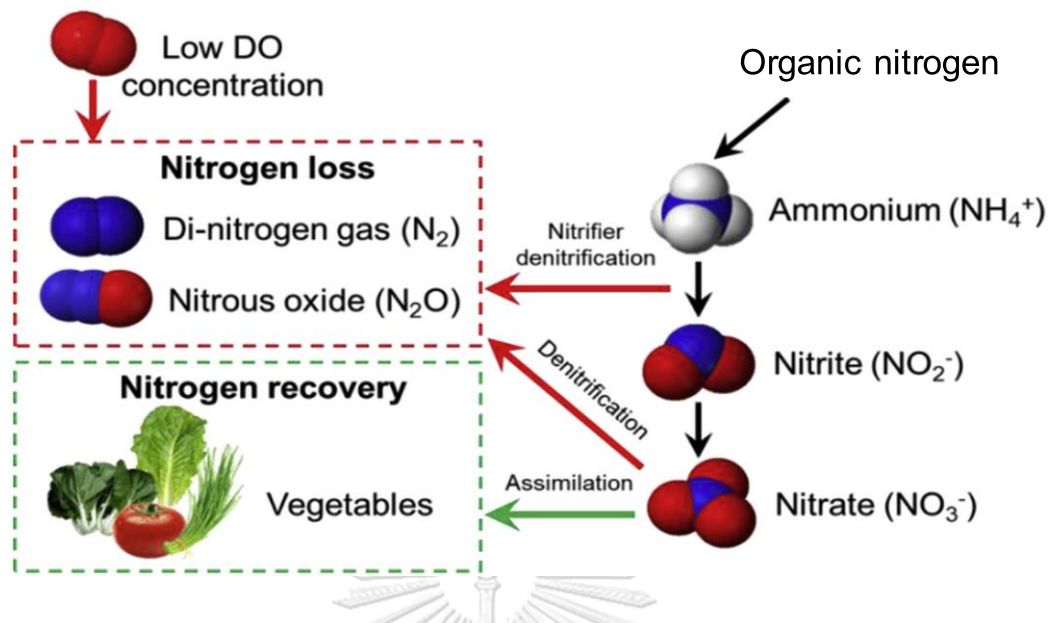 Low DO
concentration
Organic nitrogen
Nitrogen loss
Di-nitrogen gas (N₂)
Nitrous oxide (N₂O)
Nitrifier
denitrification
Ammonium (NH₄⁺)
Denitrification
Nitrite (NO₂⁻)
Nitrogen recovery
Vegetables
Assimilation
Nitrate (NO₃⁻)